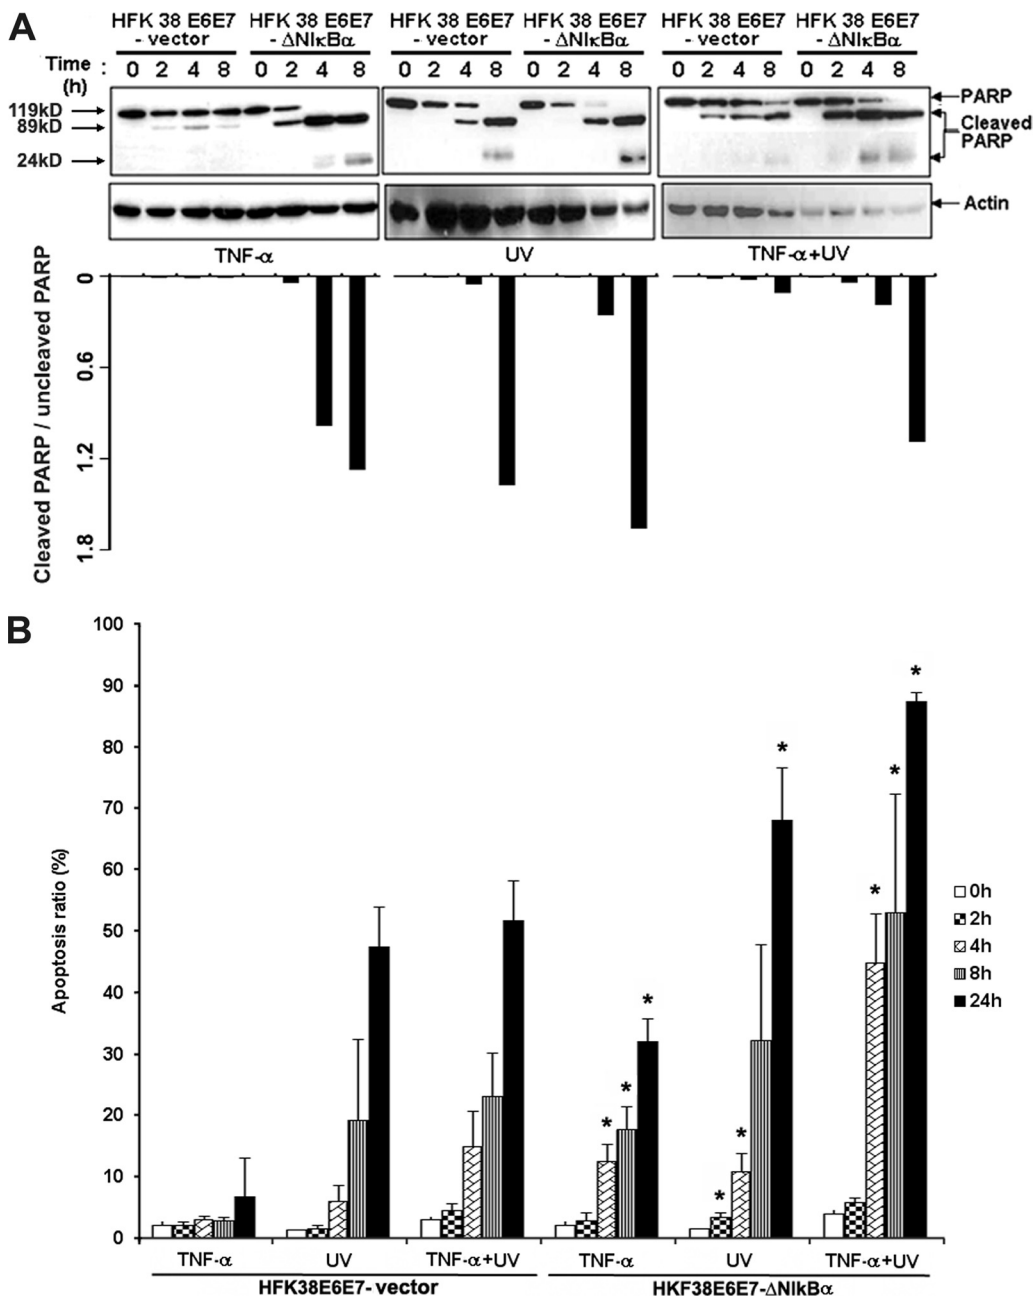 A
HFK 38 E6E7 HFK 38 E6E7 HFK 38 E6E7 HFK 38 E6E7 HFK 38 E6E7 HFK 38 E6E7
- vector - ΔNIκBα - vector - ΔNIκBα - vector - ΔNIκBα
Time (h) : 0 2 4 8 0 2 4 8 0 2 4 8 0 2 4 8 0 2 4 8 0 2 4 8
119kD
89kD
24kD
PARP
Cleaved
PARP
Actin
TNF-α UV TNF-α+UV
Cleaved PARP / uncleaved PARP
0
0.6
1.2
1.8
B
Apoptosis ratio (%)
100
90
80
70
60
50
40
30
20
10
0
* * * * * * * * *
0h
2h
4h
8h
24h
TNF-α UV TNF-α+UV TNF-α UV TNF-α+UV
HFK38E6E7- vector HKF38E6E7-ΔNIkBα